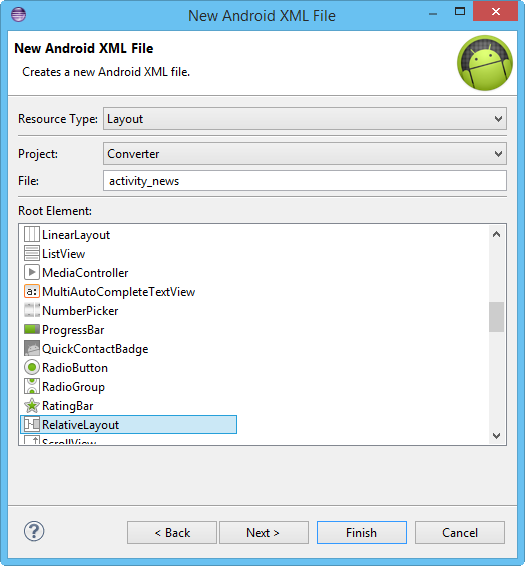 New Android XML File
New Android XML File
Creates a new Android XML file.
Resource Type: Layout
Project: Converter
File: activity_news
Root Element:
LinearLayout
ListView
MediaController
a: MultiAutoCompleteTextView
NumberPicker
ProgressBar
QuickContactBadge
RadioButton
RadioGroup
RatingBar
RelativeLayout
ScrollView
? < Back Next > Finish Cancel